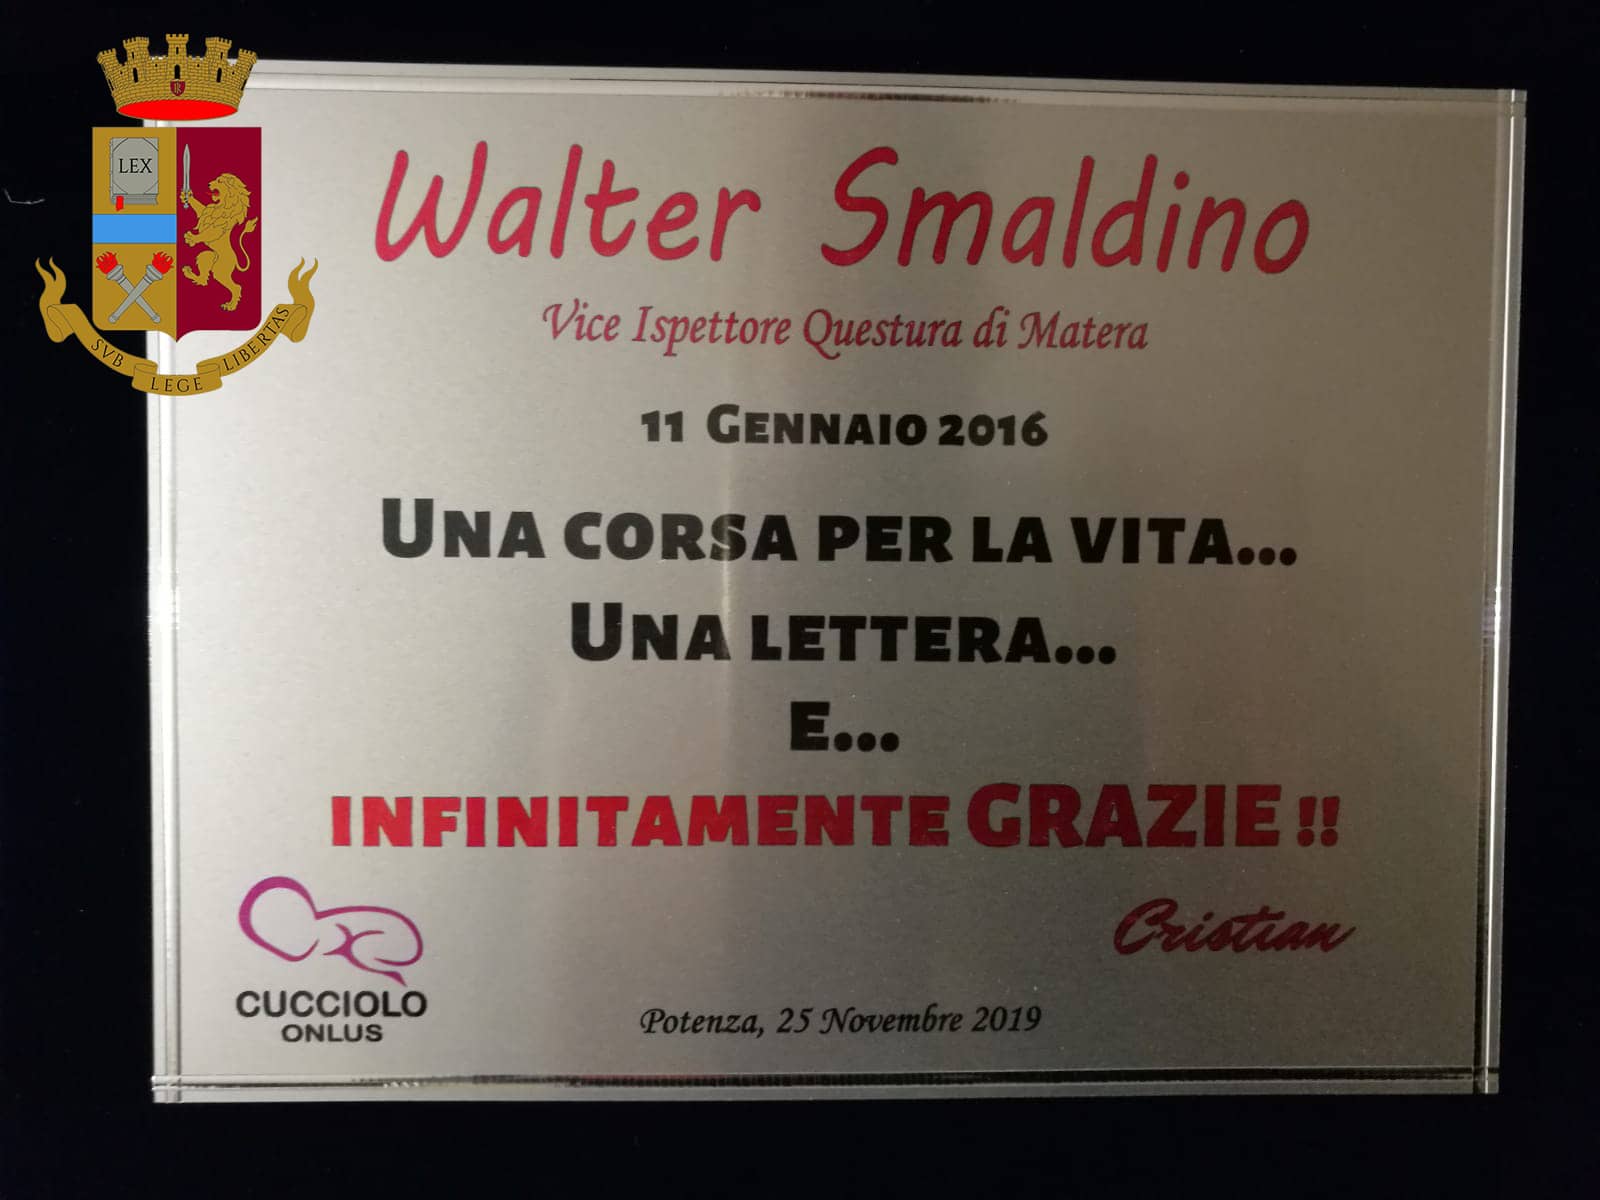 LEX
SVB LEGE LIBERTAS
Walter Smaldino
Vice Ispettore Questura di Matera
11 GENNAIO 2016
UNA CORSA PER LA VITA...
UNA LETTERA...
E...
INFINITAMENTE GRAZIE !!
Cristian
CUCCIOLO
ONLUS
Potenza, 25 Novembre 2019